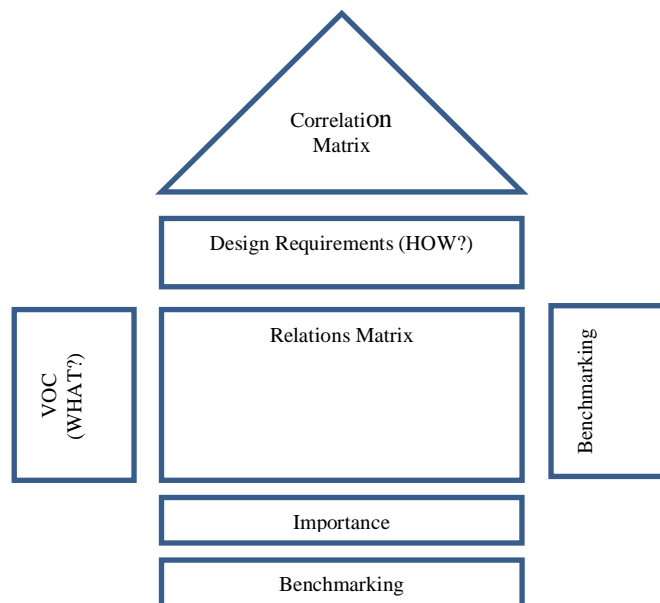 Correlation
Matrix
Design Requirements (HOW?)
VOC
(WHAT?)
Relations Matrix
Benchmarking
Importance
Benchmarking